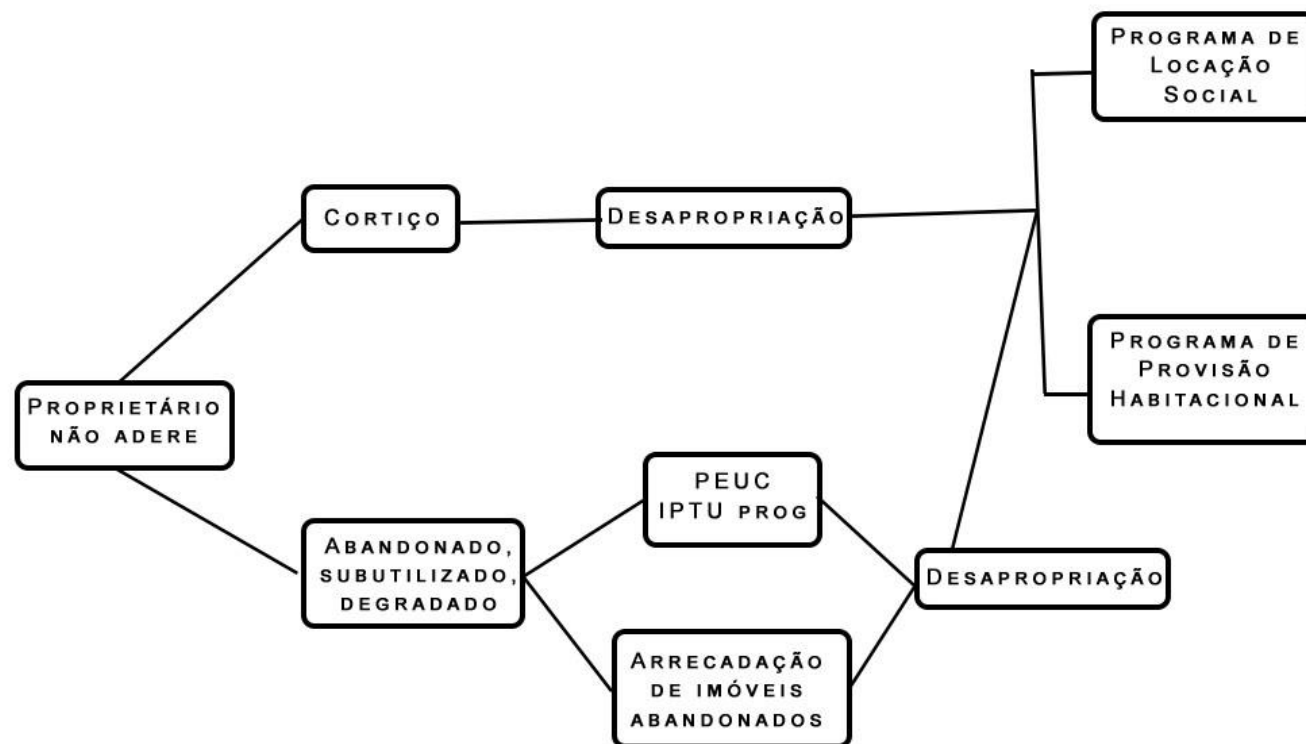 PROGRAMA DE
LOCAÇÃO
SOCIAL
CORTIÇO
DESAPROPRIAÇÃO
PROPRIETÁRIO
NÃO ADERE
PROGRAMA DE
PROVISÃO
HABITACIONAL
PEUC
IPTU PROG
ABANDONADO,
SUBUTILIZADO,
DEGRADADO
DESAPROPRIAÇÃO
ARRECADAÇÃO
DE IMÓVEIS
ABANDONADOS